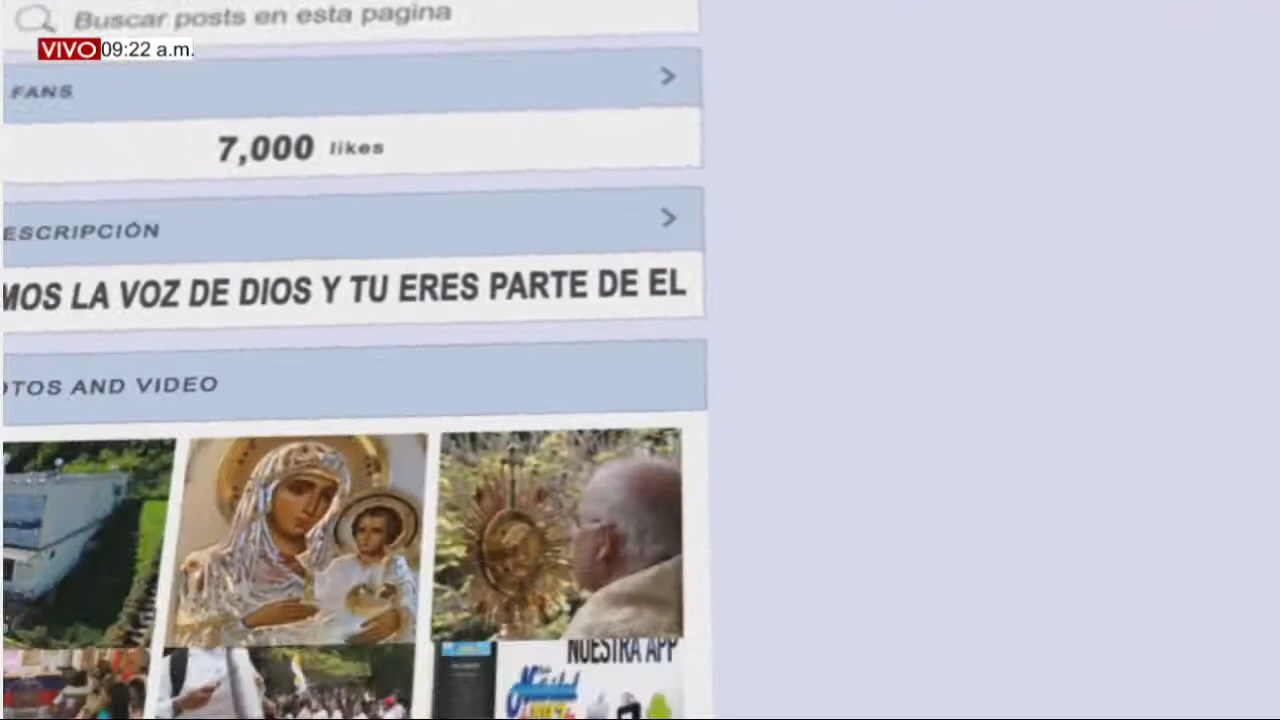 Buscar posts en esta pagina
VIVO 09:22 a.m.
FANS
7,000 likes
ESCRIPCIÓN
MOS LA VOZ DE DIOS Y TU ERES PARTE DE EL
OTOS AND VIDEO
NUESTRA APP